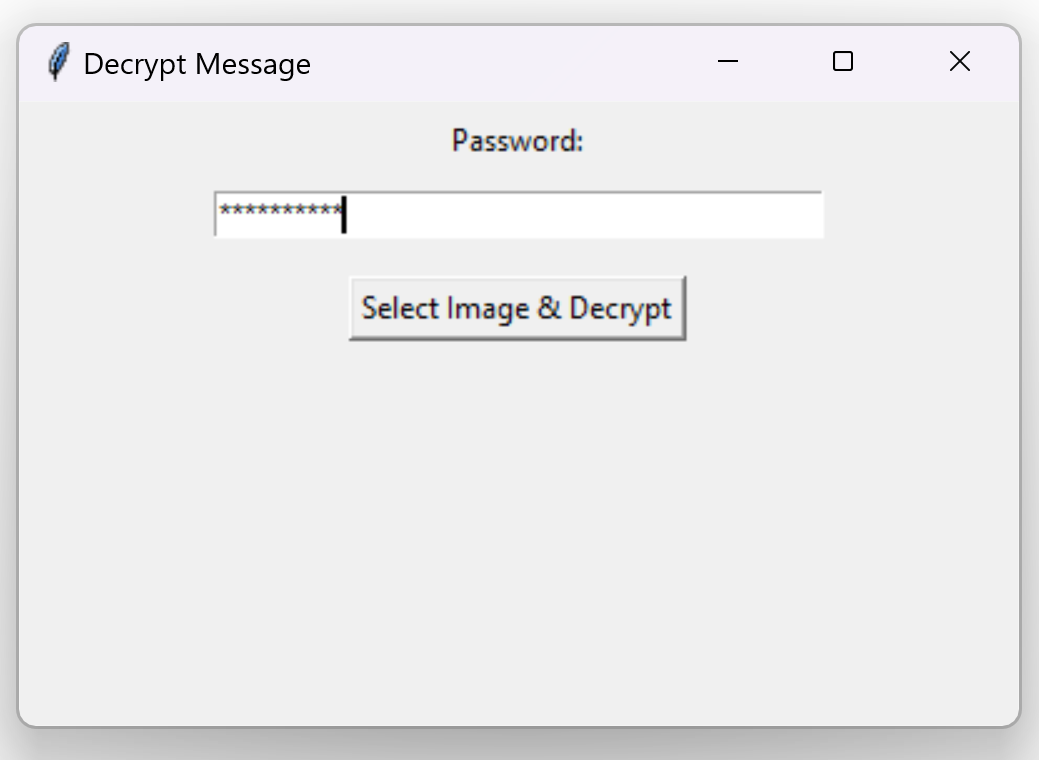 Decrypt Message
Password:
**********
Select Image & Decrypt